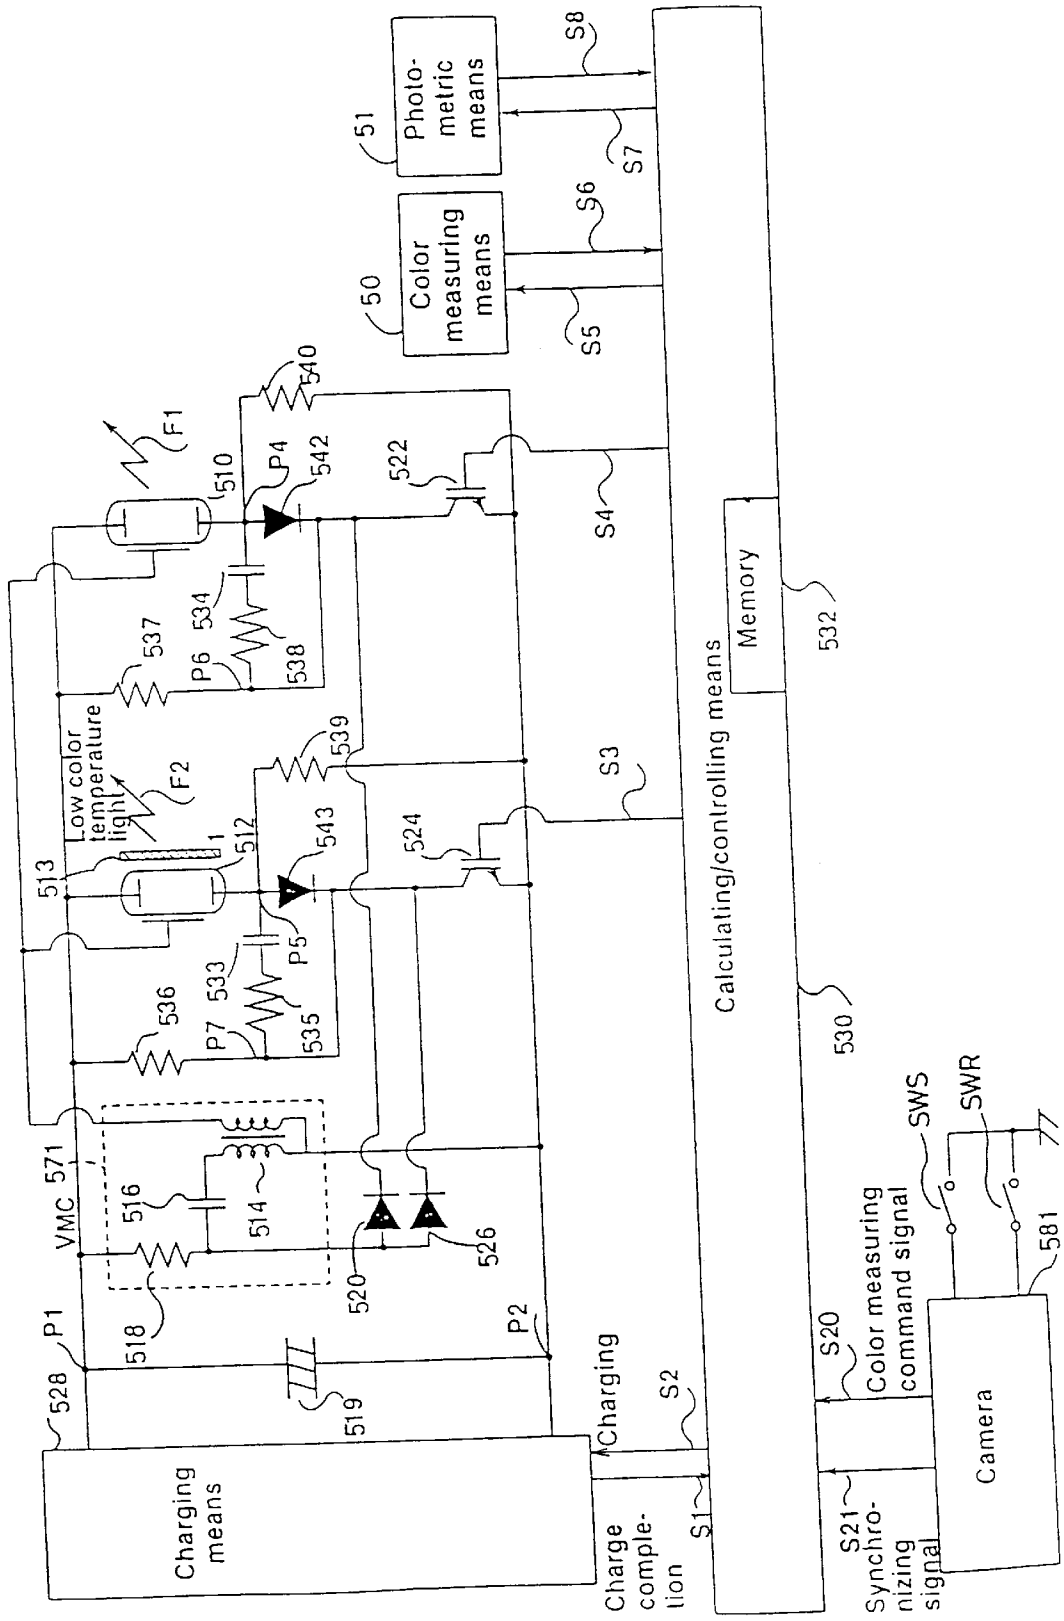 Charging
means
528
P1
VMC
571
516
518
514
519
520
526
P2
536
P7
533
535
P5
513
512
1
543
539
524
Low color
temperature
light
F2
537
P6
534
538
510
P4
542
540
522
F1
50
Color
measuring
means
51
Photo-
metric
means
S5
S6
S7
S8
S3
S4
Charge
comple-
tion
S1
Charging
S2
Calculating/controlling means
Memory
532
530
S21
Synchro-
nizing
signal
S20
Color measuring
command signal
Camera
581
SWS
SWR